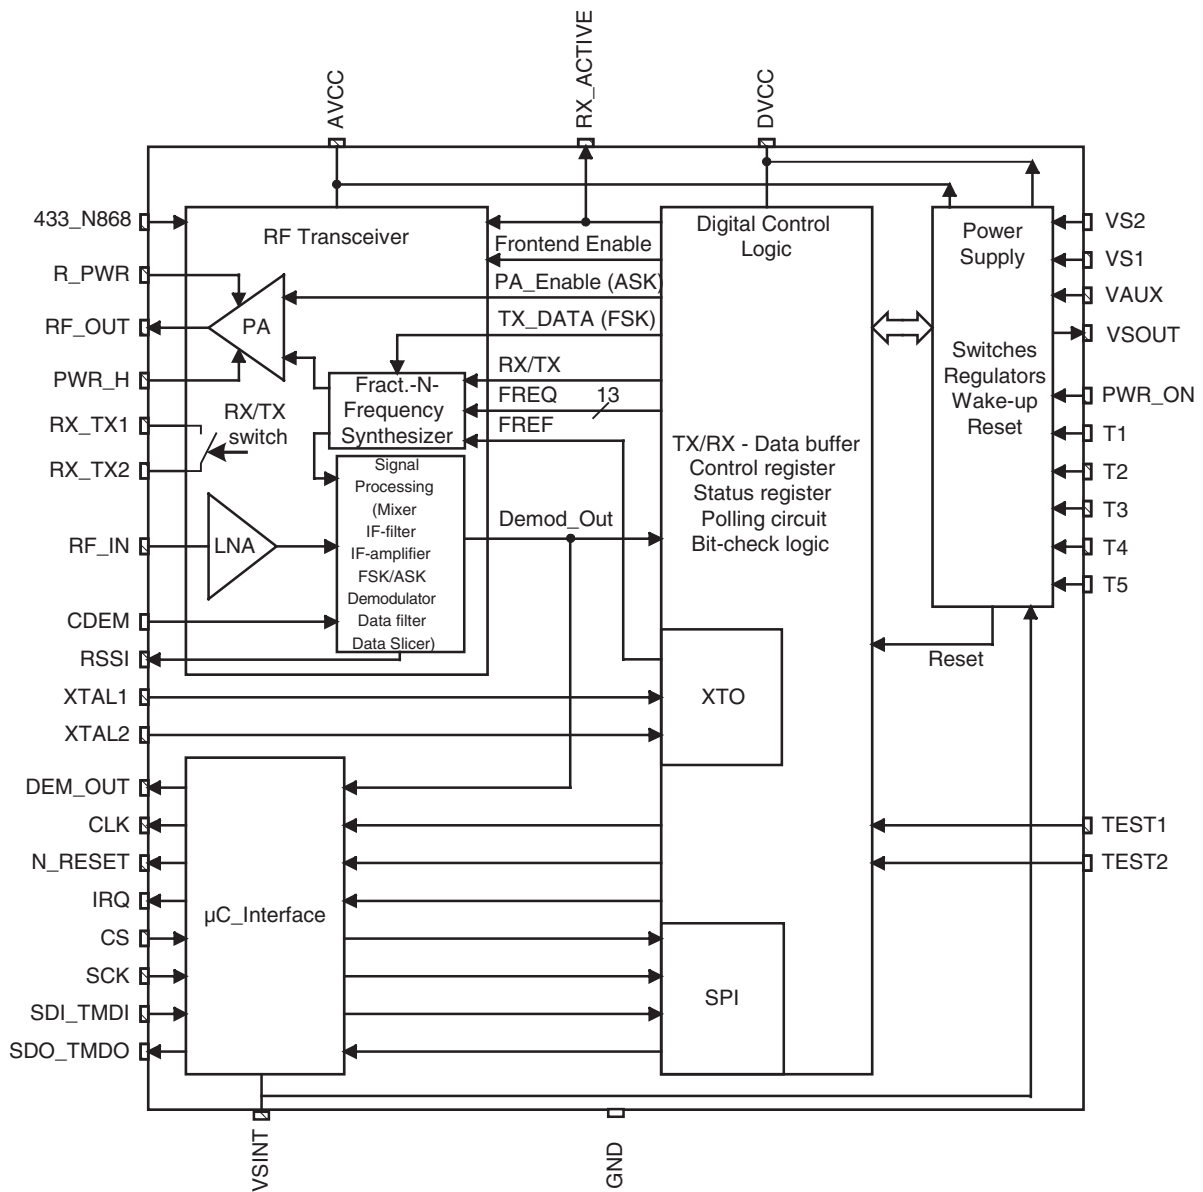 AVCC
RX_ACTIVE
DVCC
433_N868
R_PWR
RF_OUT
PWR_H
RX_TX1
RX_TX2
RF_IN
CDEM
RSSI
XTAL1
XTAL2
DEM_OUT
CLK
N_RESET
IRQ
CS
SCK
SDI_TMDI
SDO_TMDO
RF Transceiver
PA
RX/TX
switch
LNA
Fract.-N-
Frequency
Synthesizer
Signal
Processing
(Mixer
IF-filter
IF-amplifier
FSK/ASK
Demodulator
Data filter
Data Slicer)
µC_Interface
Frontend Enable
PA_Enable (ASK)
TX_DATA (FSK)
RX/TX
FREQ
13
FREF
Demod_Out
Digital Control
Logic
TX/RX - Data buffer
Control register
Status register
Polling circuit
Bit-check logic
XTO
SPI
Power
Supply
Switches
Regulators
Wake-up
Reset
Reset
VS2
VS1
VAUX
VSOUT
PWR_ON
T1
T2
T3
T4
T5
TEST1
TEST2
VSINT
GND